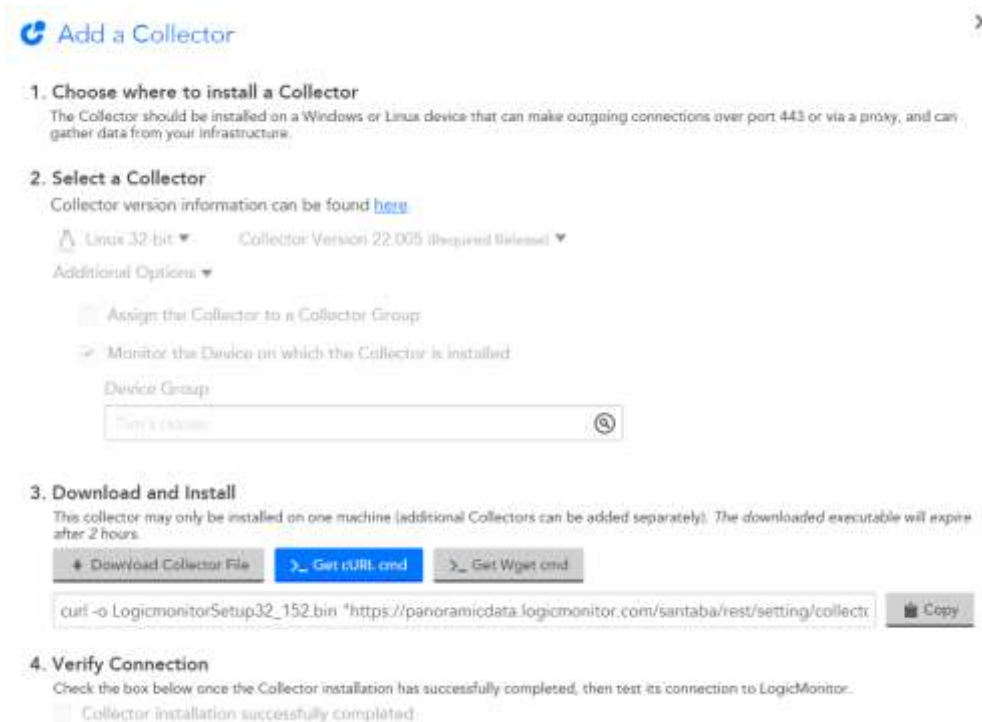 Add a Collector
1. Choose where to install a Collector
The Collector should be installed on a Windows or Linux device that can make outgoing connections over port 443 or via a proxy, and can
gather data from your infrastructure.
2. Select a Collector
Collector version information can be found here.
Linux 32-bit Collector Version 22.005 (Required Release)
Additional Options
Assign the Collector to a Collector Group
Monitor the Device on which the Collector is installed
Device Group
3. Download and Install
This collector may only be installed on one machine (additional Collectors can be added separately). The downloaded executable will expire
after 2 hours.
Download Collector File >_ Get cURL cmd >_ Get Wget cmd
curl -o LogicmonitorSetup32_152.bin "https://panoramicdata.logicmonitor.com/santaba/rest/setting/collecto Copy
4. Verify Connection
Check the box below once the Collector installation has successfully completed, then test its connection to LogicMonitor.
Collector installation successfully completed